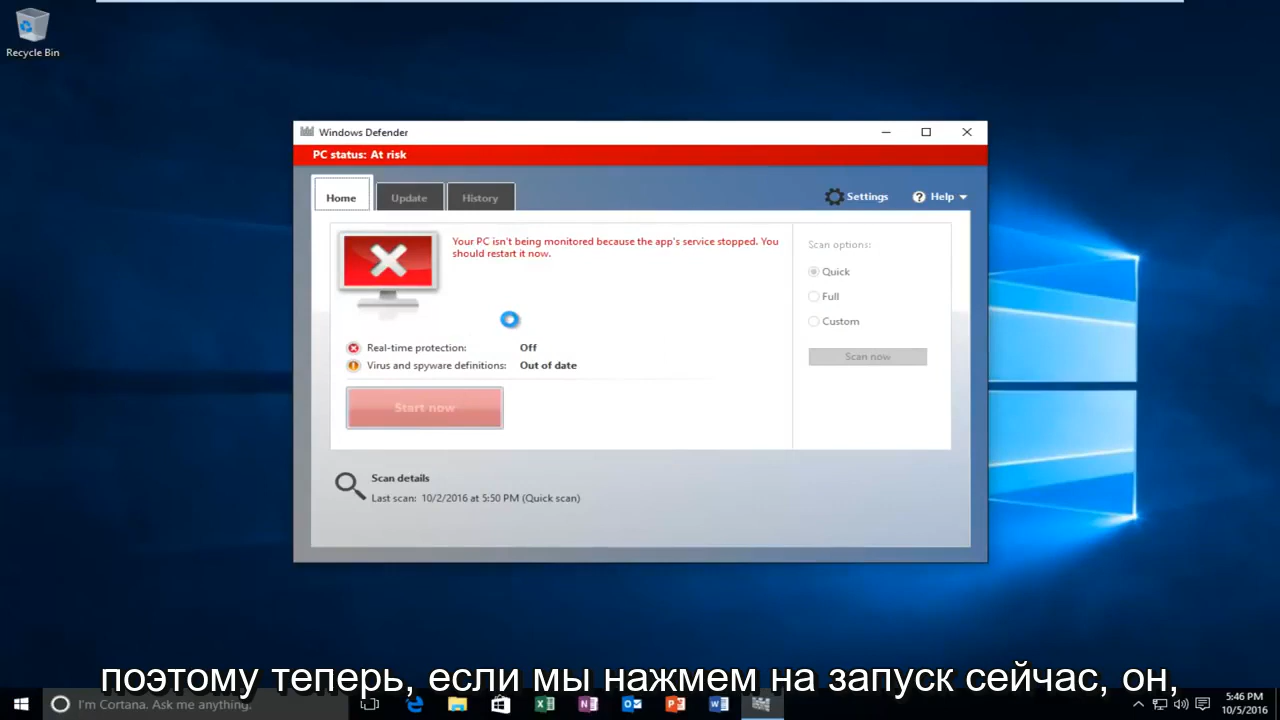 Recycle Bin
Windows Defender
PC status: At risk
Home
Update
History
Settings
Help
Your PC isn't being monitored because the app's service stopped. You
should restart it now.
Real-time protection: Off
Virus and spyware definitions: Out of date
Start now
Scan options:
Quick
Full
Custom
Scan now
Scan details
Last scan: 10/2/2016 at 5:50 PM (Quick scan)
поэтому теперь, если мы нажмем на запуск сейчас, он,
I'm Cortana. Ask me anything.
5:46 PM
10/5/2016